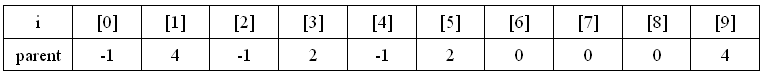 i [0] [1] [2] [3] [4] [5] [6] [7] [8] [9]
parent -1 4 -1 2 -1 2 0 0 0 4